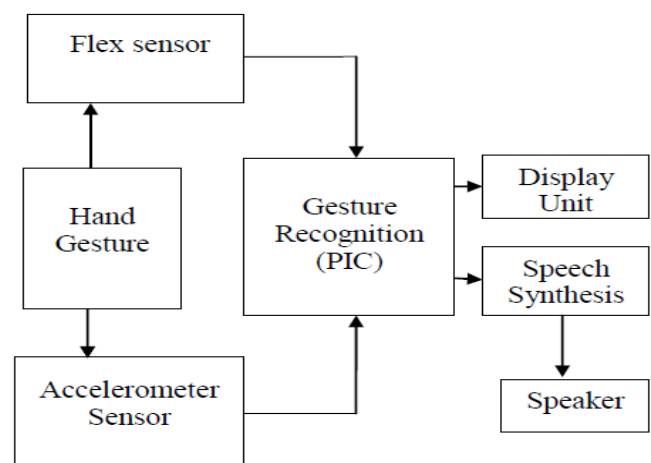 Flex sensor
Hand
Gesture
Accelerometer
Sensor
Gesture
Recognition
(PIC)
Display
Unit
Speech
Synthesis
Speaker